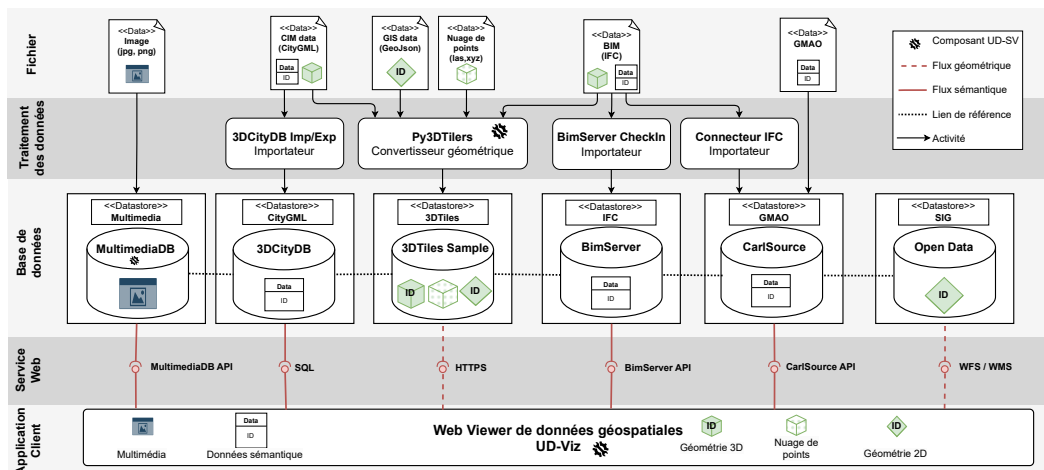 Fichier
<<Data>>
Image
(jpg, png)
<<Data>>
CIM data
(CityGML)
Data
ID
<<Data>>
GIS data
(GeoJson)
ID
<<Data>>
Nuage de
points
(las,xyz)
<<Data>>
BIM
(IFC)
Data
ID
<<Data>>
GMAO
Data
ID
Composant UD-SV
Flux géométrique
Flux sémantique
Lien de référence
Activité
Traitement
des données
3DCityDB Imp/Exp
Importateur
Py3DTilers
Convertisseur géométrique
BimServer CheckIn
Importateur
Connecteur IFC
Importateur
Base de
données
<<Datastore>>
Multimedia
MultimediaDB
<<Datastore>>
CityGML
3DCityDB
Data
ID
<<Datastore>>
3DTiles
3DTiles Sample
ID
ID
<<Datastore>>
IFC
BimServer
Data
ID
<<Datastore>>
GMAO
CarlSource
Data
ID
<<Datastore>>
SIG
Open Data
ID
Service
Web
MultimediaDB API
SQL
HTTPS
BimServer API
CarlSource API
WFS / WMS
Application
Client
Web Viewer de données géospatiales
UD-Viz
Multimédia
Data
ID
Données sémantique
ID
Géométrie 3D
Nuage de
points
ID
Géométrie 2D